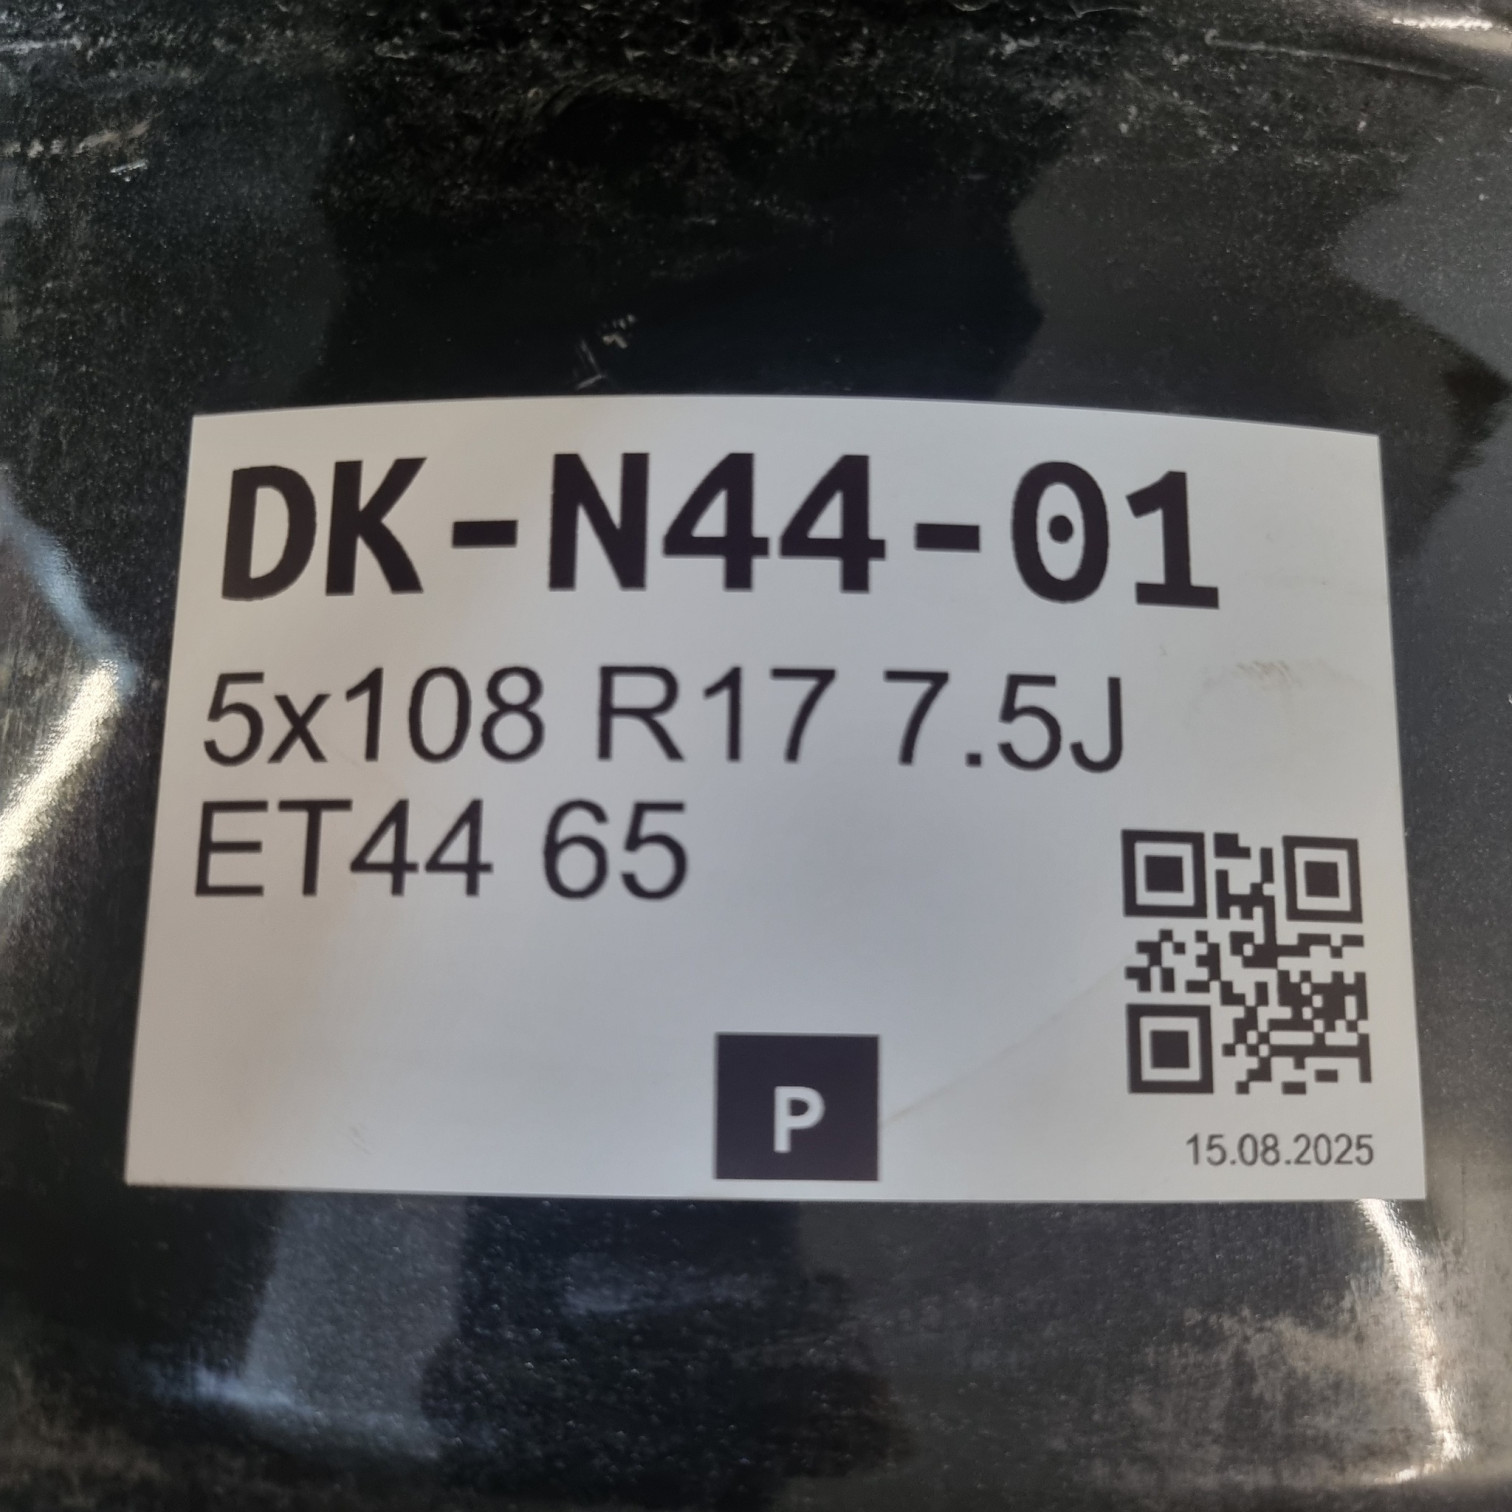 DK-N44-01
5x108 R17 7.5J
ET44 65
P
15.08.2025